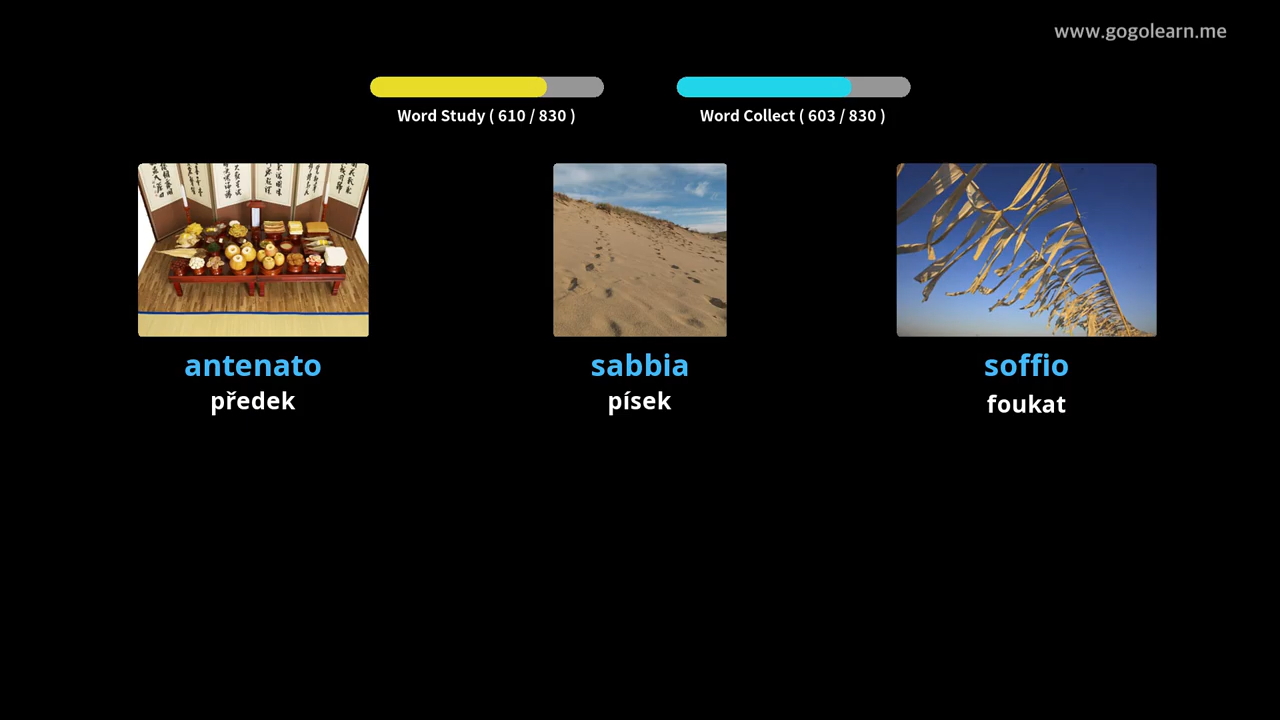 www.gogolearn.me
Word Study ( 610 / 830 )
Word Collect ( 603 / 830 )
antenato
předek
sabbia
písek
soffio
foukat